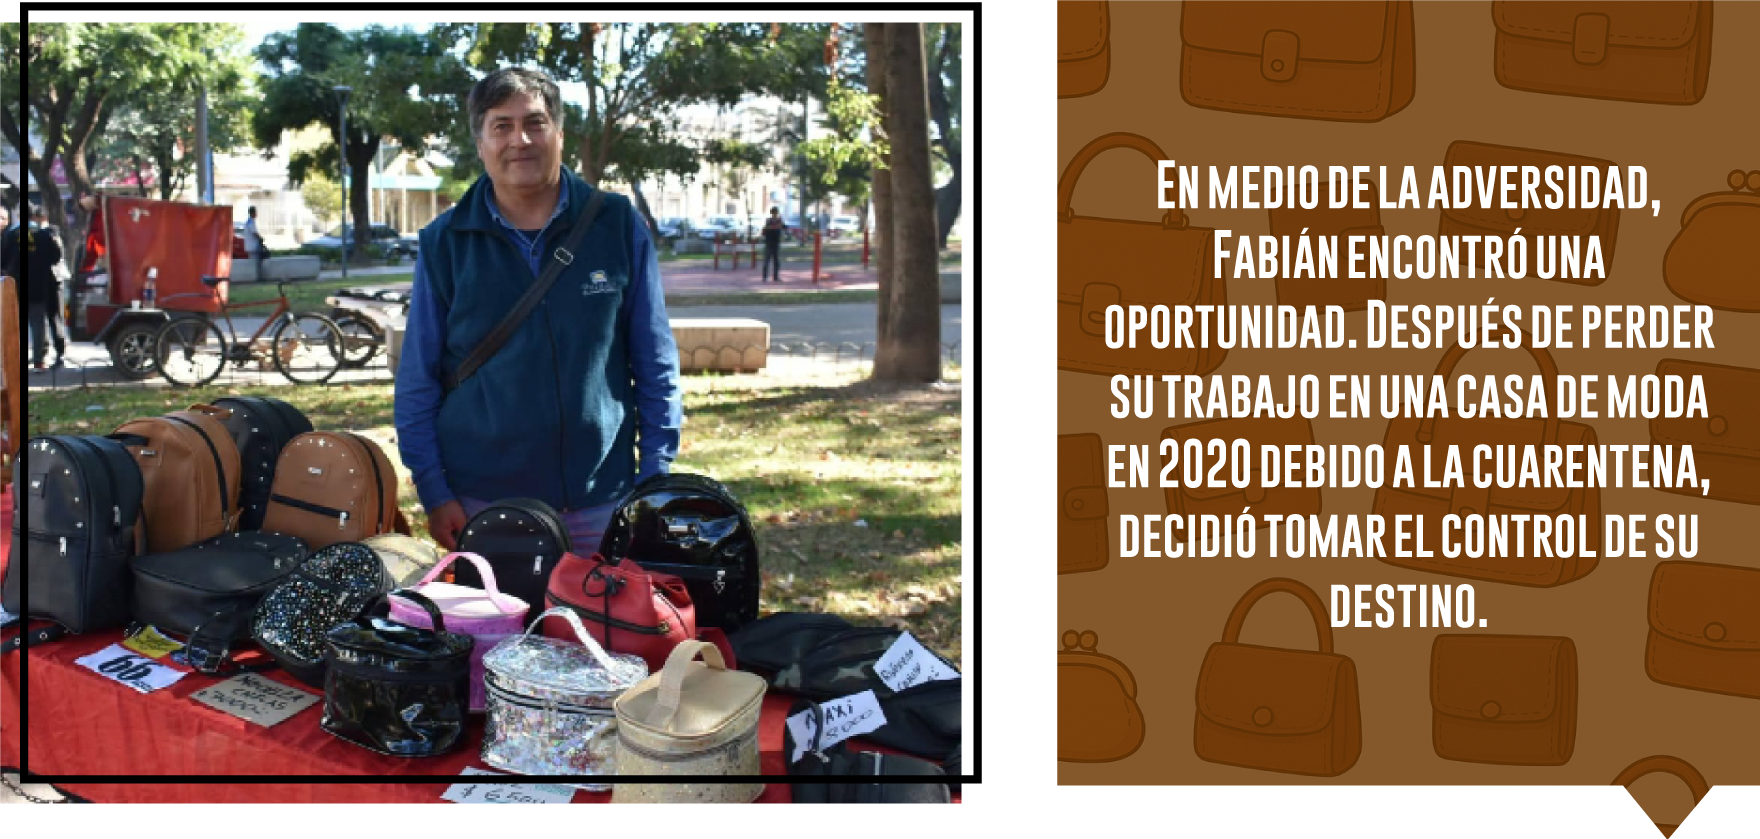 En medio de la adversidad,
Fabián encontró una
oportunidad. Después de perder
su trabajo en una casa de moda
en 2020 debido a la cuarentena,
decidió tomar el control de su
destino.